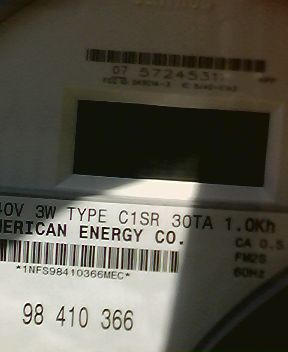 07 5724531
40V 3W TYPE C1SR 30TA 1.0Kh
MERICAN ENERGY CO.
CA 0.5
FM2S
60Hz
*1NFS98410366MEC*
98 410 366